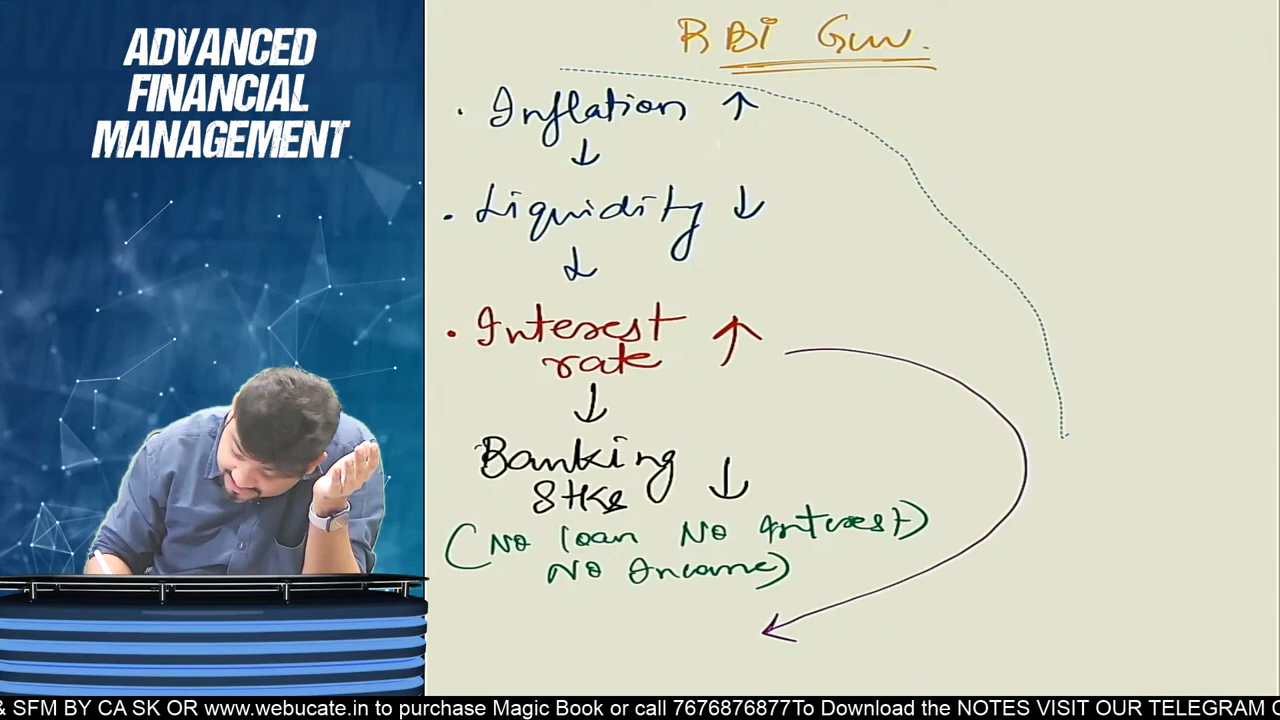 ADVANCED
FINANCIAL
MANAGEMENT
RBI Guv.
. Inflation ↑
↓
. Liquidity ↓
↓
. Interest ↑
rate
↓
Banking
Stks ↓
(No loan No Interest)
No Income)
& SFM BY CA SK OR www.webucate.in to purchase Magic Book or call 7676876877To Download the NOTES VISIT OUR TELEGRAM C